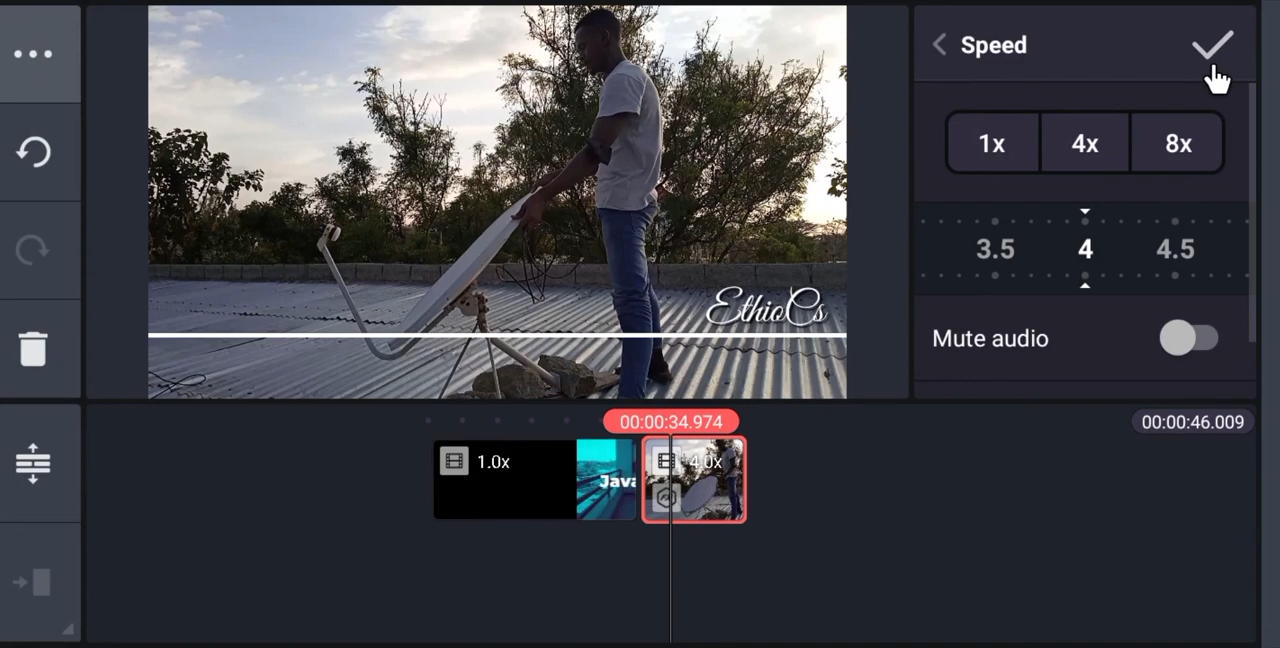 Speed
1x
4x
8x
3.5
4
4.5
EthioCs
Mute audio
00:00:34.974
00:00:46.009
1.0x
Java
4.0x